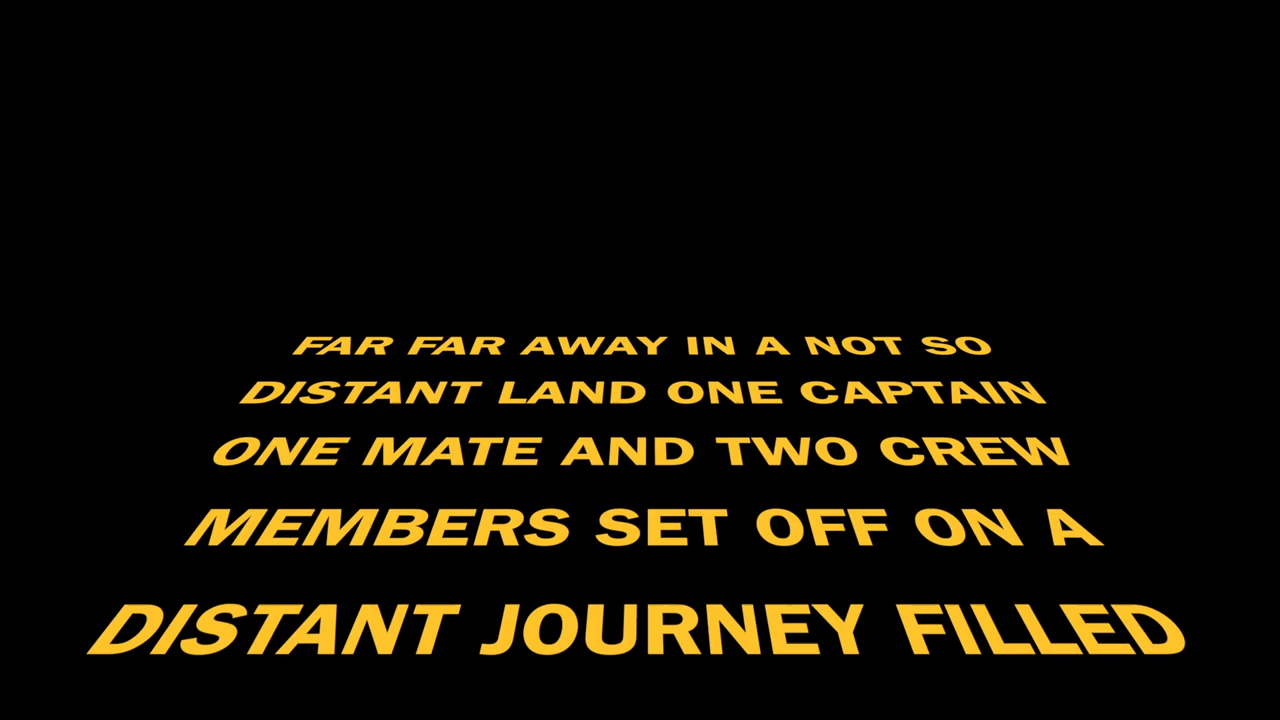 FAR FAR AWAY IN A NOT SO
DISTANT LAND ONE CAPTAIN
ONE MATE AND TWO CREW
MEMBERS SET OFF ON A
DISTANT JOURNEY FILLED